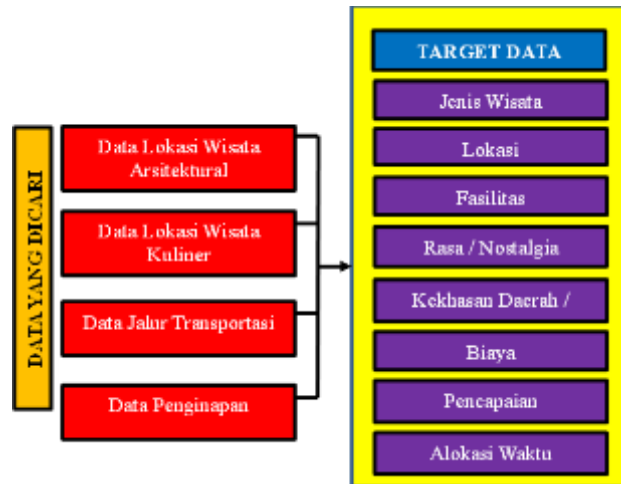 DATA YANG DICARI
Data Lokasi Wisata
Arsitektural
Data Lokasi Wisata
Kuliner
Data Jalur Transportasi
Data Penginapan
TARGET DATA
Jenis Wisata
Lokasi
Fasilitas
Rasa / Nostalgia
Kekhasan Daerah /
Biaya
Pencapaian
Alokasi Waktu